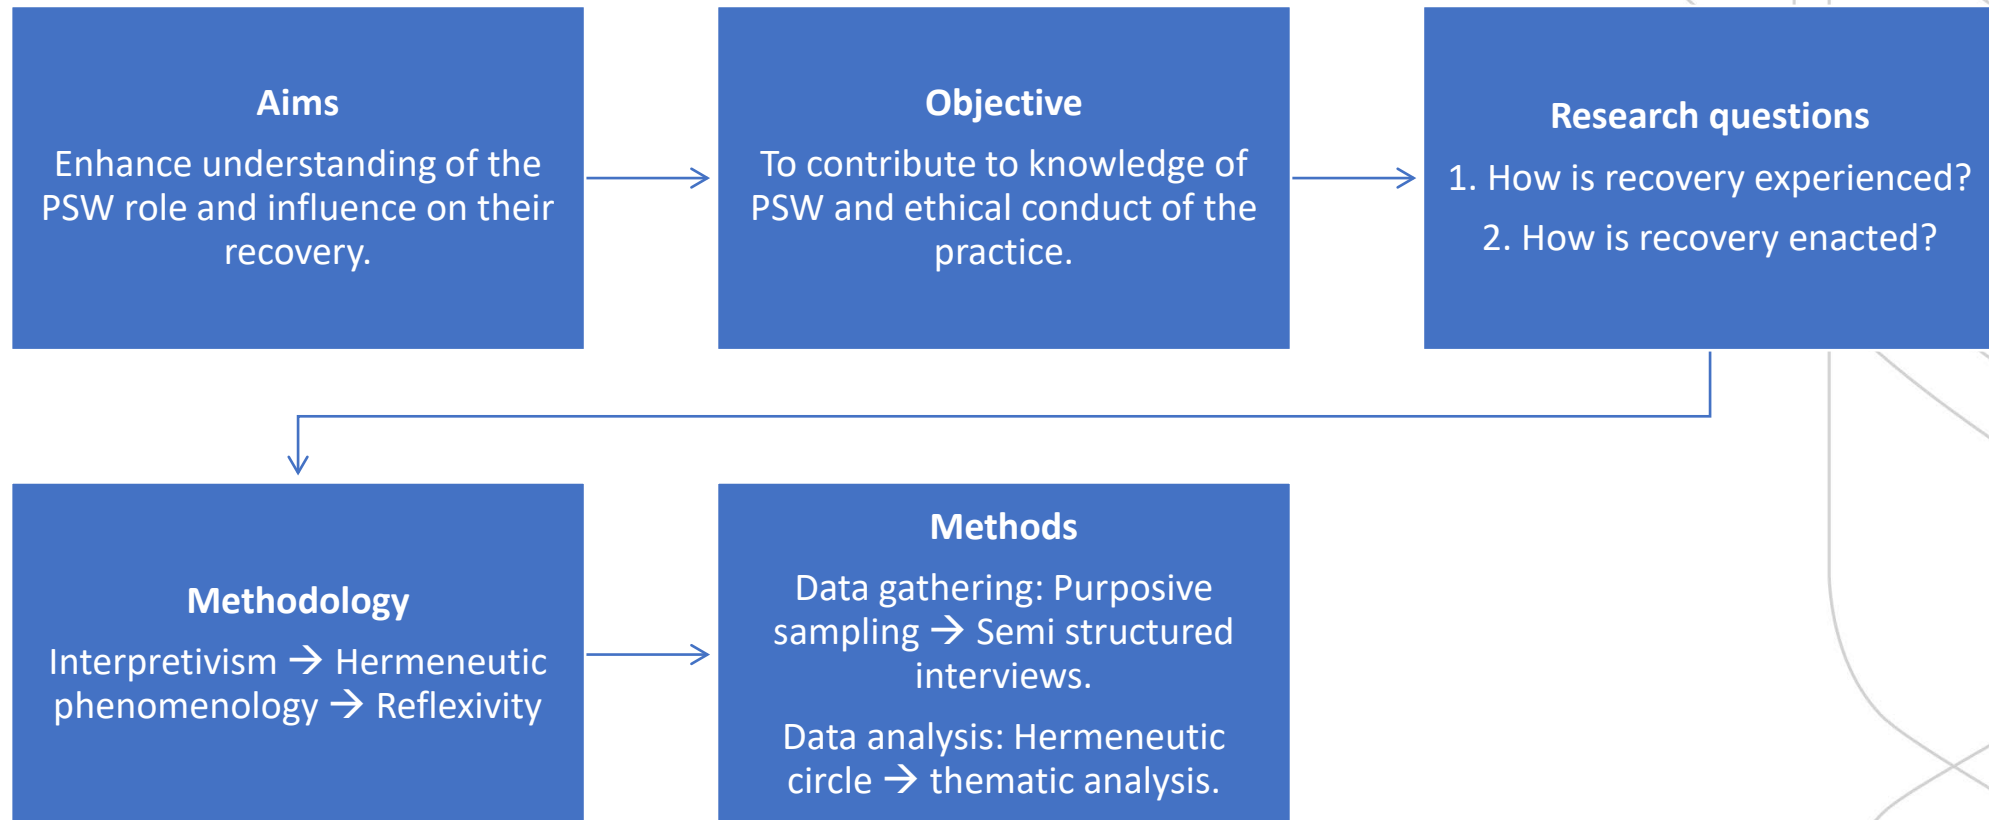 Aims
Enhance understanding of the
PSW role and influence on their
recovery.
Objective
To contribute to knowledge of
PSW and ethical conduct of the
practice.
Research questions
1. How is recovery experienced?
2. How is recovery enacted?
Methodology
Interpretivism → Hermeneutic
phenomenology → Reflexivity
Methods
Data gathering: Purposive
sampling → Semi structured
interviews.
Data analysis: Hermeneutic
circle → thematic analysis.